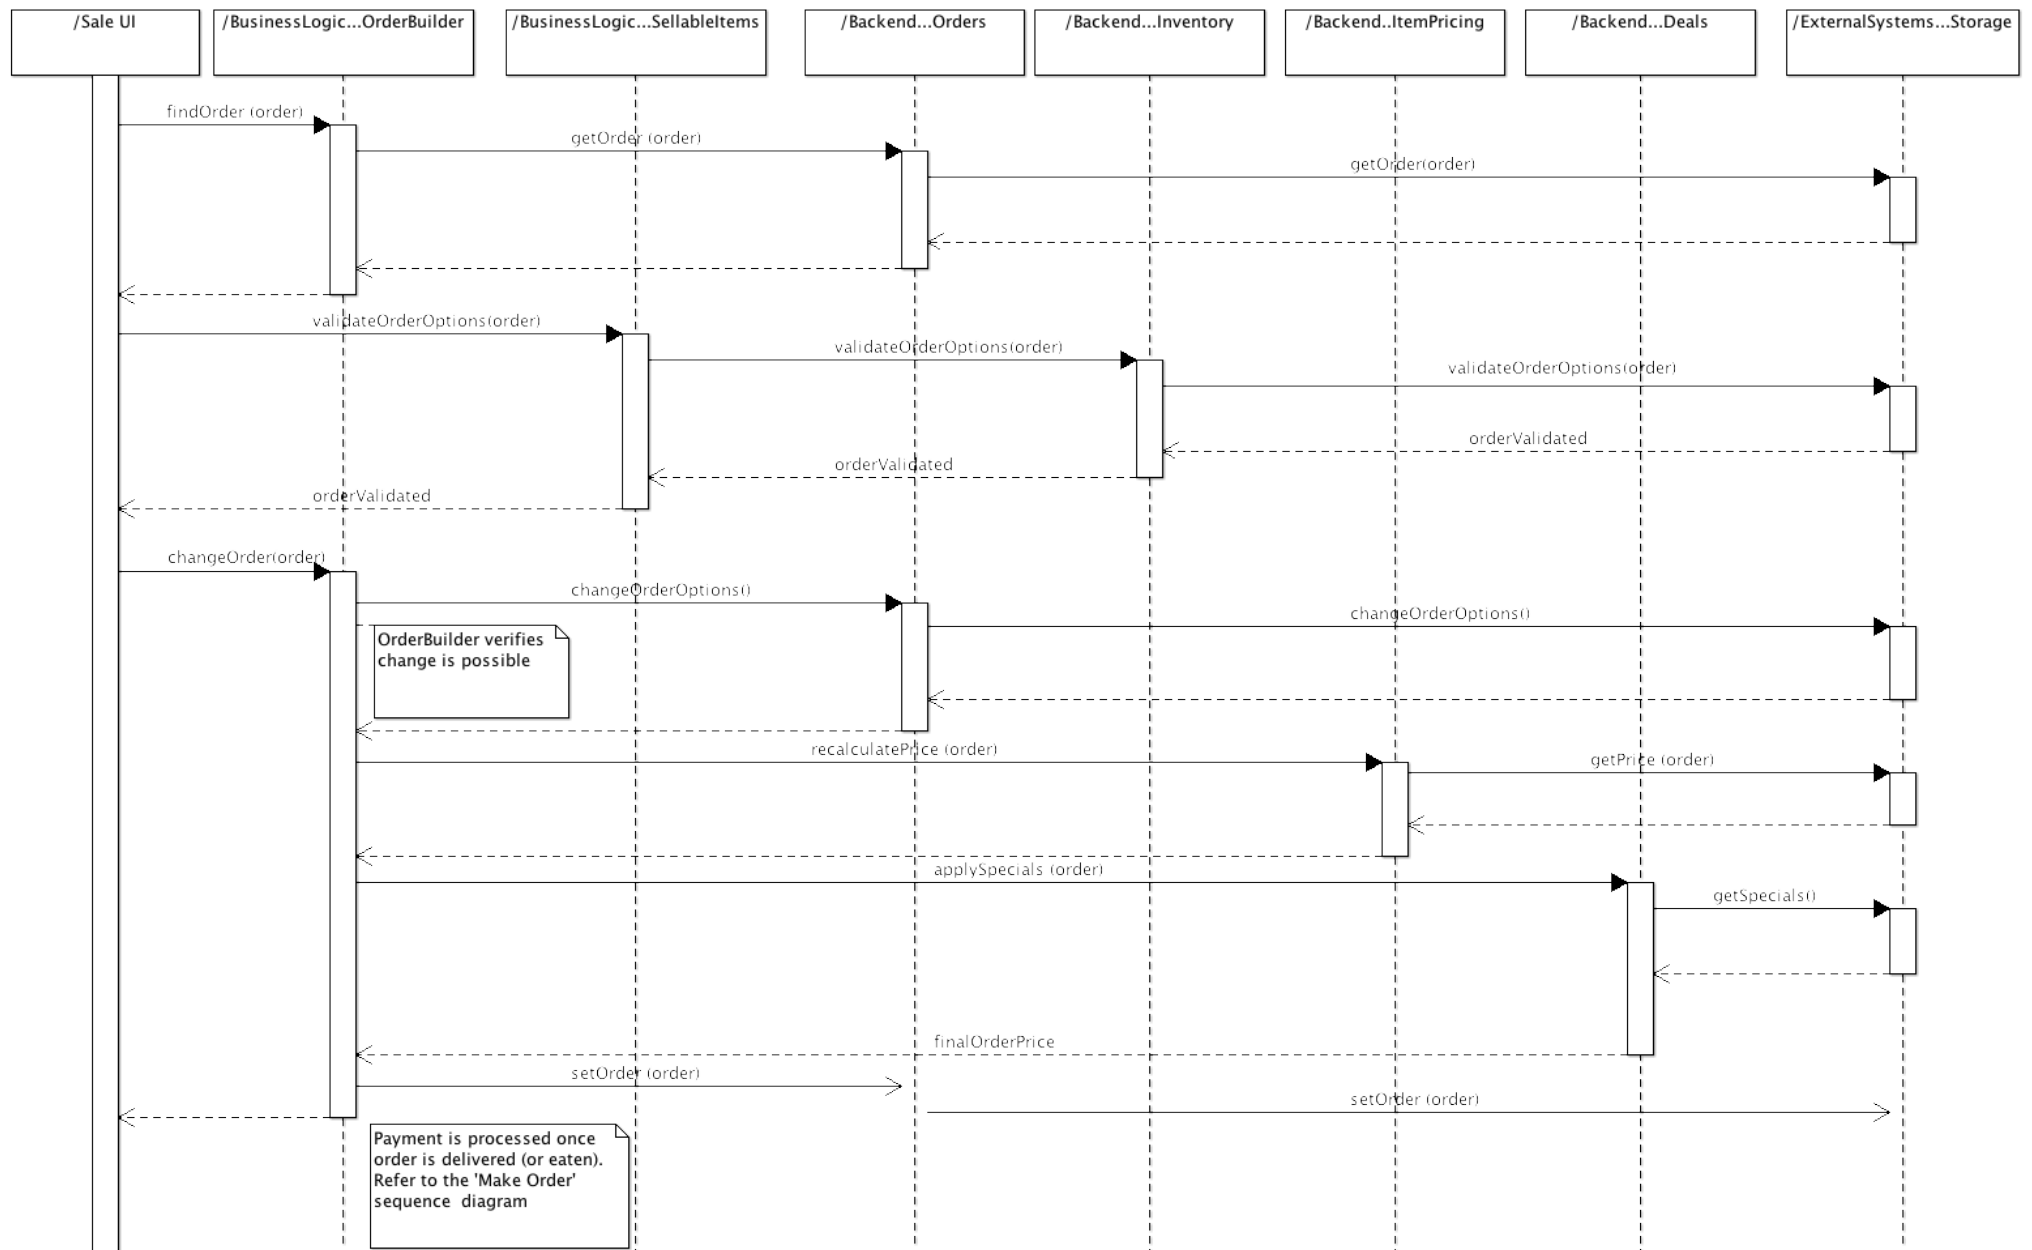 /Sale UI
/BusinessLogic...OrderBuilder
/BusinessLogic...SellableItems
/Backend...Orders
/Backend...Inventory
/Backend..ItemPricing
/Backend...Deals
/ExternalSystems...Storage
findOrder (order)
getOrder (order)
getOrder(order)
validateOrderOptions(order)
validateOrderOptions(order)
validateOrderOptions(order)
orderValidated
orderValidated
orderValidated
changeOrder(order)
changeOrderOptions()
changeOrderOptions()
OrderBuilder verifies
change is possible
recalculatePrice (order)
getPrice (order)
applySpecials (order)
getSpecials()
finalOrderPrice
setOrder (order)
setOrder (order)
Payment is processed once
order is delivered (or eaten).
Refer to the 'Make Order'
sequence  diagram